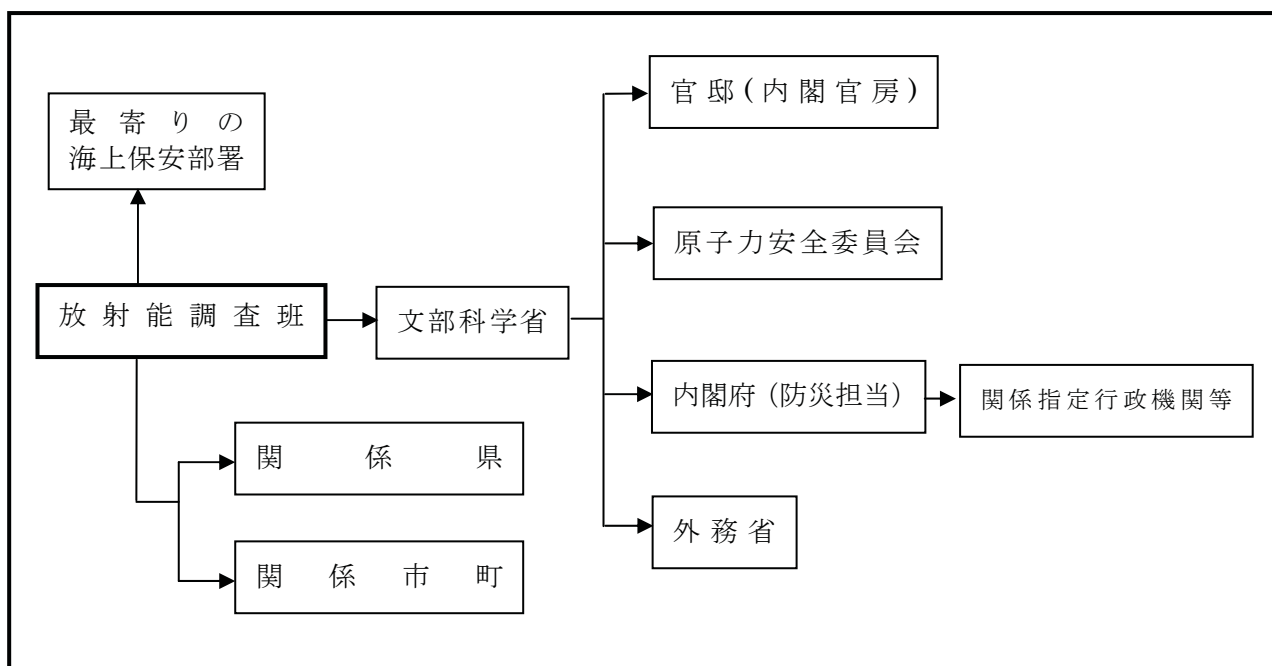 最寄りの
海上保安部署
放射能調査班
文部科学省
官邸(内閣官房)
原子力安全委員会
内閣府(防災担当)
関係指定行政機関等
外務省
関係県
関係市町